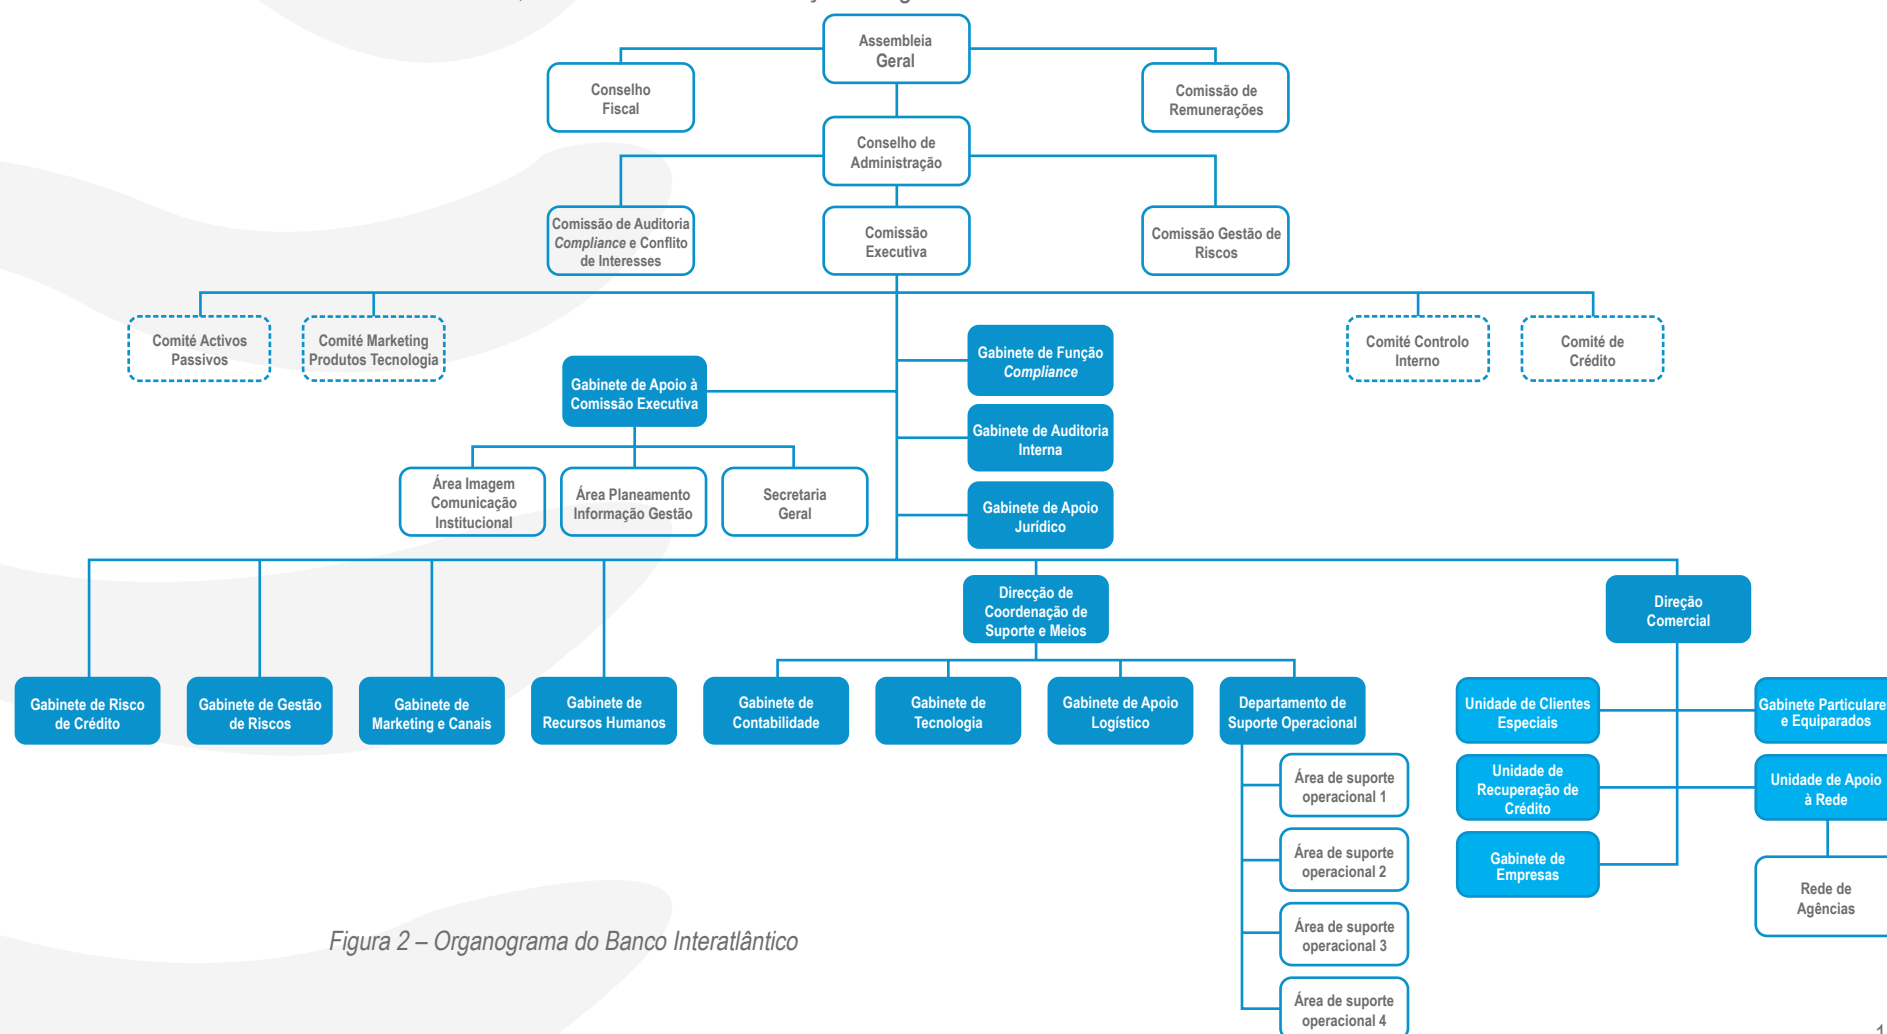 Assembleia
Geral
Conselho
Fiscal
Comissão de
Remunerações
Conselho de
Administração
Comissão de Auditoria
Compliance e Conflito
de Interesses
Comissão
Executiva
Comissão Gestão de
Riscos
Comité Activos
Passivos
Comité Marketing
Produtos Tecnologia
Gabinete de Função
Compliance
Comité Controlo
Interno
Comité de
Crédito
Gabinete de Apoio à
Comissão Executiva
Gabinete de Auditoria
Interna
Área Imagem
Comunicação
Institucional
Área Planeamento
Informação Gestão
Secretaria
Geral
Gabinete de Apoio
Jurídico
Direcção de
Coordenação de
Suporte e Meios
Direção
Comercial
Gabinete de Risco
de Crédito
Gabinete de Gestão
de Riscos
Gabinete de
Marketing e Canais
Gabinete de
Recursos Humanos
Gabinete de
Contabilidade
Gabinete de
Tecnologia
Gabinete de Apoio
Logístico
Departamento de
Suporte Operacional
Unidade de Clientes
Especiais
Gabinete Particulare
e Equiparados
Área de suporte
operacional 1
Unidade de
Recuperação de
Crédito
Unidade de Apoio
à Rede
Área de suporte
operacional 2
Gabinete de
Empresas
Rede de
Agências
Área de suporte
operacional 3
Área de suporte
operacional 4
Figura 2 – Organograma do Banco Interatlântico